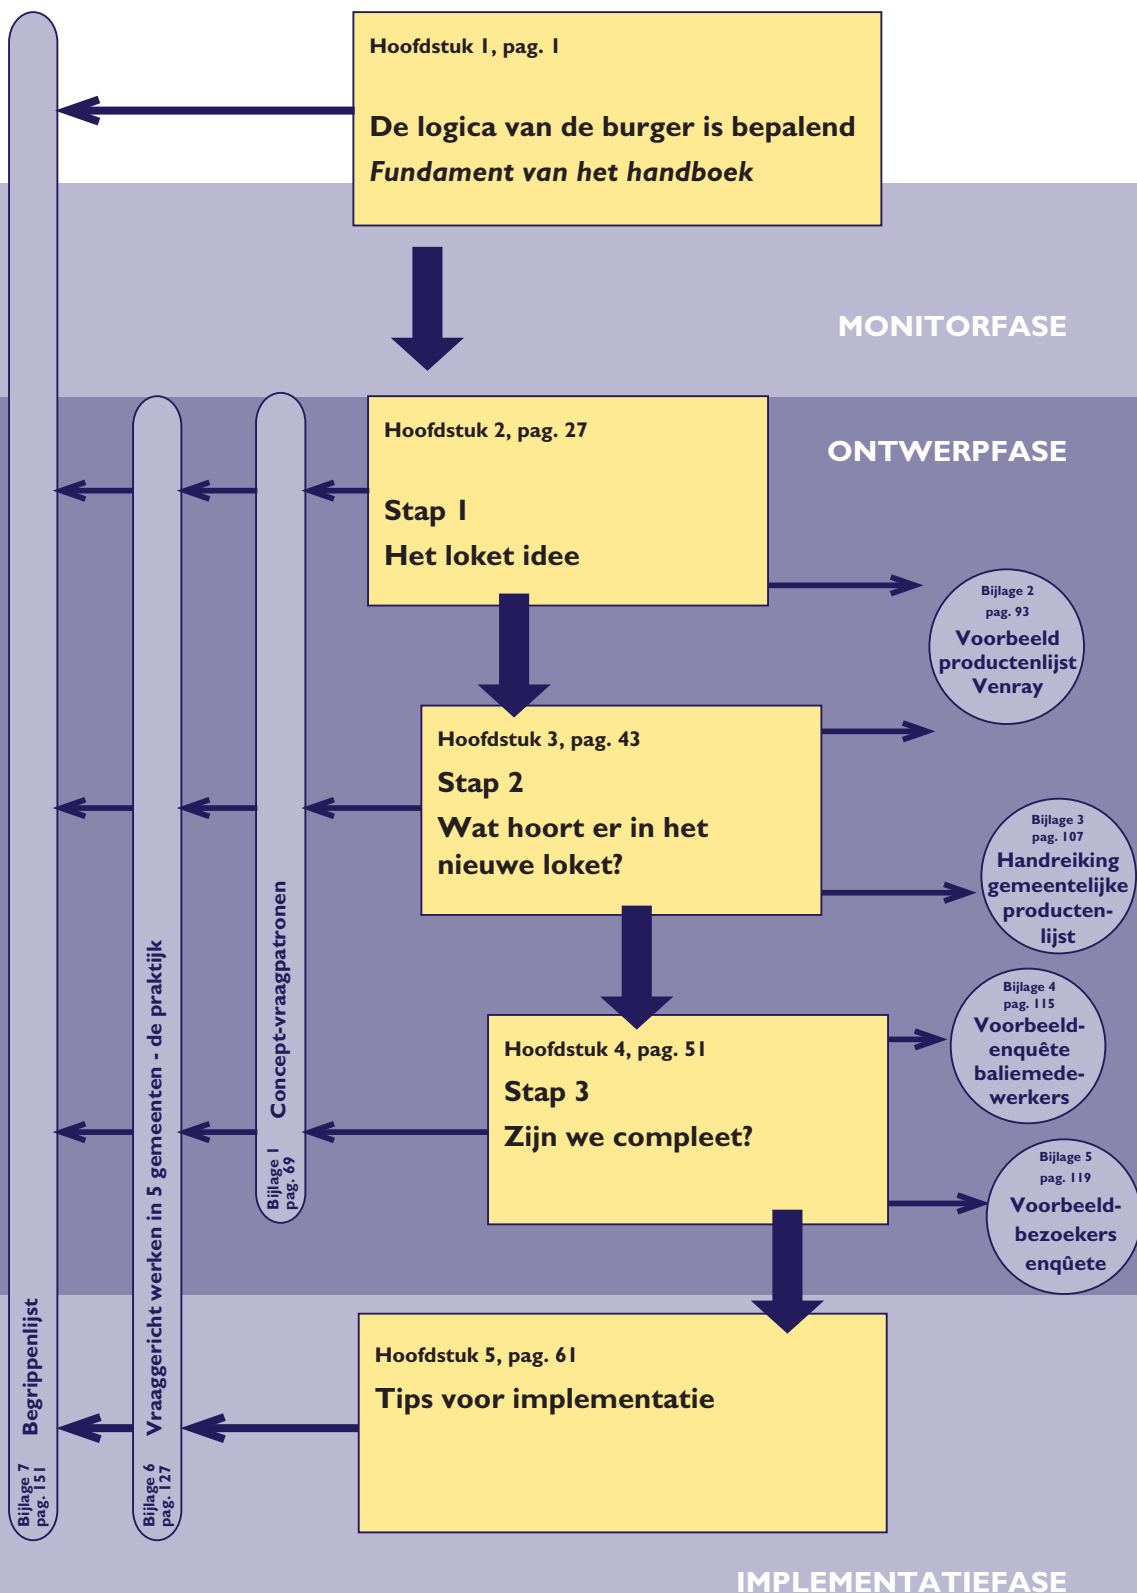 Hoofdstuk 1, pag. 1
De logica van de burger is bepalend
Fundament van het handboek
MONITORFASE
Hoofdstuk 2, pag. 27
Stap 1
Het loket idee
ONTWERPFASE
Bijlage 2
pag. 93
Voorbeeld
productenlijst
Venray
Hoofdstuk 3, pag. 43
Stap 2
Wat hoort er in het
nieuwe loket?
Bijlage 3
pag. 107
Handreiking
gemeentelijke
producten-
lijst
Hoofdstuk 4, pag. 51
Stap 3
Zijn we compleet?
Bijlage 4
pag. 115
Voorbeeld-
enquête
baliemede-
werkers
Bijlage 5
pag. 119
Voorbeeld-
bezoekers
enqûete
Hoofdstuk 5, pag. 61
Tips voor implementatie
Bijlage 7
pag. 151
Begrippenlijst
Bijlage 6
pag. 127
Vraaggericht werken in 5 gemeenten - de praktijk
Bijlage 1
pag. 69
Concept-vraagpatronen
IMPLEMENTATIEFASE